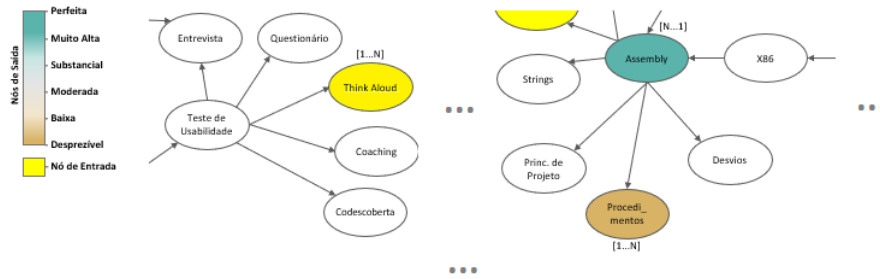 Nós de Saída
Perfeita
Muito Alta
Substancial
Moderada
Baixa
Desprezível
Nó de Entrada
Entrevista
Questionário
[1...N]
Think Aloud
Teste de
Usabilidade
Coaching
Codescoberta
...
...
[N...1]
Assembly
X86
Strings
Princ. de
Projeto
Desvios
Procedi_
mentos
[1...N]
..